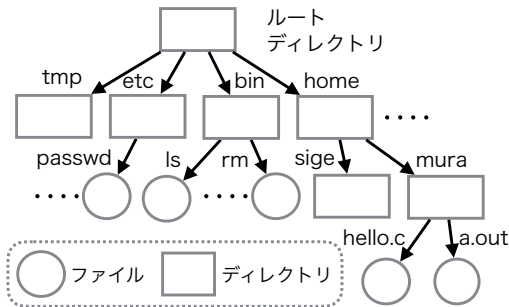 ルート
ディレクトリ
tmp
etc
bin
home
passwd
ls
rm
sige
mura
hello.c
a.out
ファイル
ディレクトリ